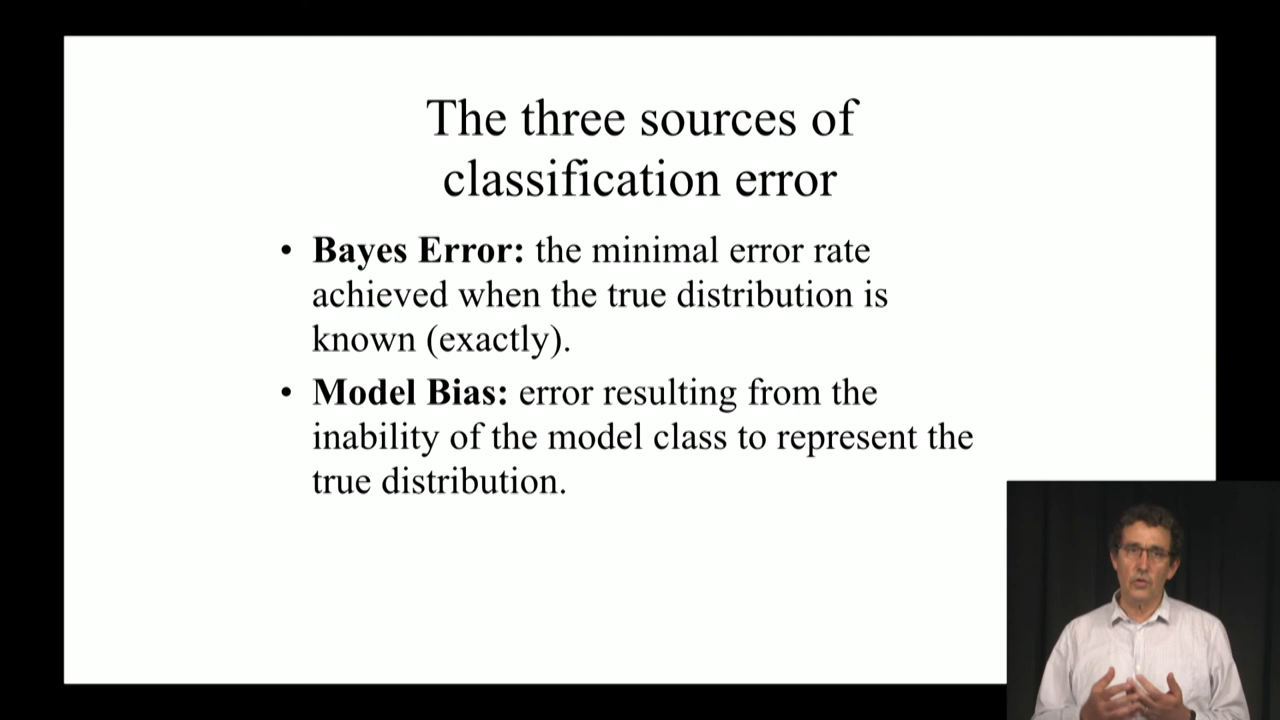 The three sources of
classification error
• Bayes Error: the minimal error rate
achieved when the true distribution is
known (exactly).
• Model Bias: error resulting from the
inability of the model class to represent the
true distribution.